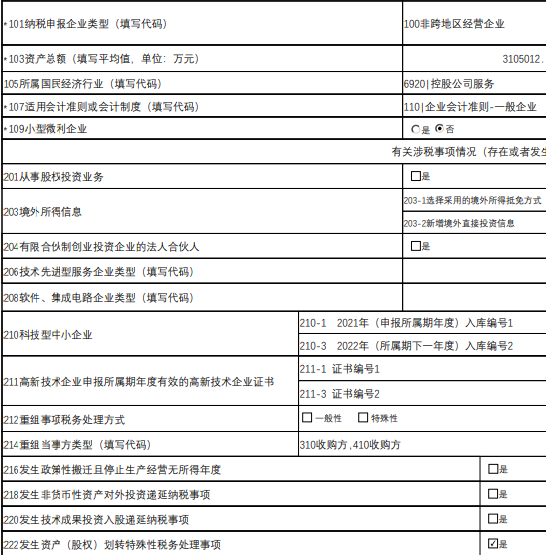 *101纳税申报企业类型（填写代码） 100非跨地区经营企业
*103资产总额（填写平均值，单位：万元） 3105012.
105所属国民经济行业（填写代码） 6920|控股公司服务
*107适用会计准则或会计制度（填写代码） 110|企业会计准则-一般企业
*109小型微利企业 是 否
有关涉税事项情况（存在或者发生
201从事股权投资业务 是
203境外所得信息 203-1选择采用的境外所得抵免方式
203-2新增境外直接投资信息
204有限合伙制创业投资企业的法人合伙人 是
206技术先进型服务企业类型（填写代码）
208软件、集成电路企业类型（填写代码）
210科技型中小企业 210-1 2021年（申报所属期年度）入库编号1
210-3 2022年（所属期下一年度）入库编号2
211高新技术企业申报所属期年度有效的高新技术企业证书 211-1 证书编号1
211-3 证书编号2
212重组事项税务处理方式 一般性 特殊性
214重组当事方类型（填写代码） 310收购方,410收购方
216发生政策性搬迁且停止生产经营无所得年度 是
218发生非货币性资产对外投资递延纳税事项 是
220发生技术成果投资入股递延纳税事项 是
222发生资产（股权）划转特殊性税务处理事项 是